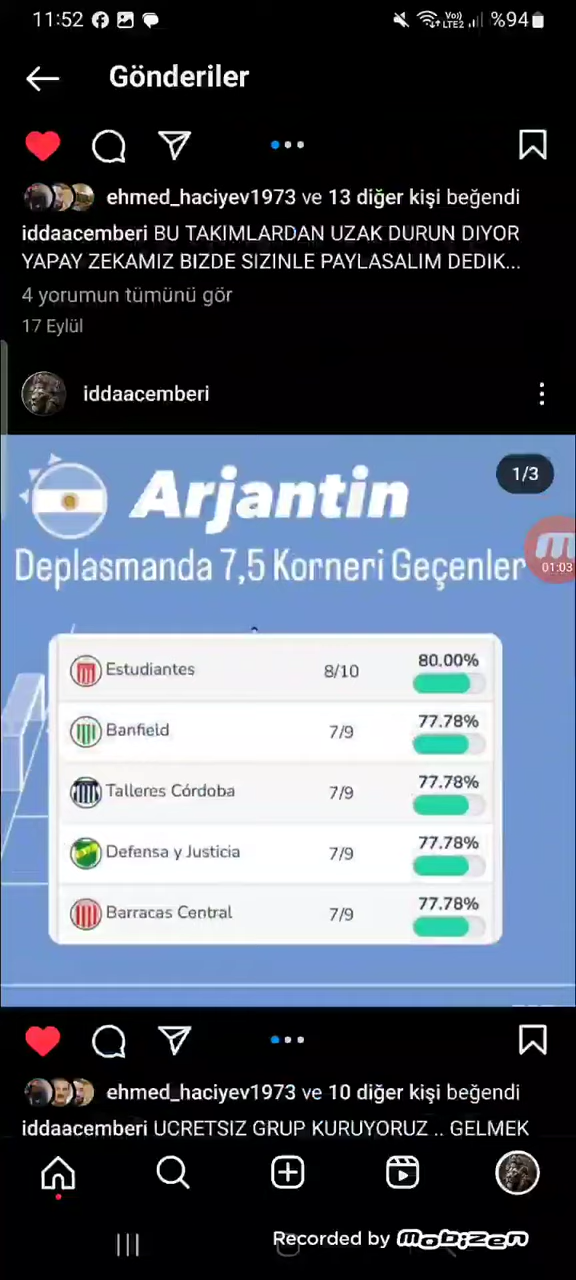 11:52 Vo)) LTE2 %94
Gönderiler
ehmed_haciyev1973 ve 13 diğer kişi beğendi
iddaacemberi BU TAKIMLARDAN UZAK DURUN DIYOR
YAPAY ZEKAMIZ BIZDE SIZINLE PAYLASALIM DEDIK...
4 yorumun tümünü gör
17 Eylül
iddaacemberi
1/3
Arjantin
Deplasmanda 7,5 Korneri Geçenler
01:03
Estudiantes 8/10 80.00%
Banfield 7/9 77.78%
Talleres Córdoba 7/9 77.78%
Defensa y Justicia 7/9 77.78%
Barracas Central 7/9 77.78%
ehmed_haciyev1973 ve 10 diğer kişi beğendi
iddaacemberi UCRETSIZ GRUP KURUYORUZ .. GELMEK
Recorded by Mobizen